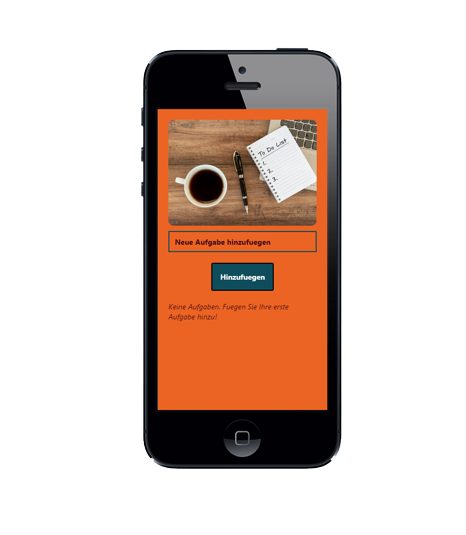 To Do List
1.
2.
3.
Neue Aufgabe hinzufuegen
Hinzufuegen
Keine Aufgaben. Fuegen Sie Ihre erste
Aufgabe hinzu!